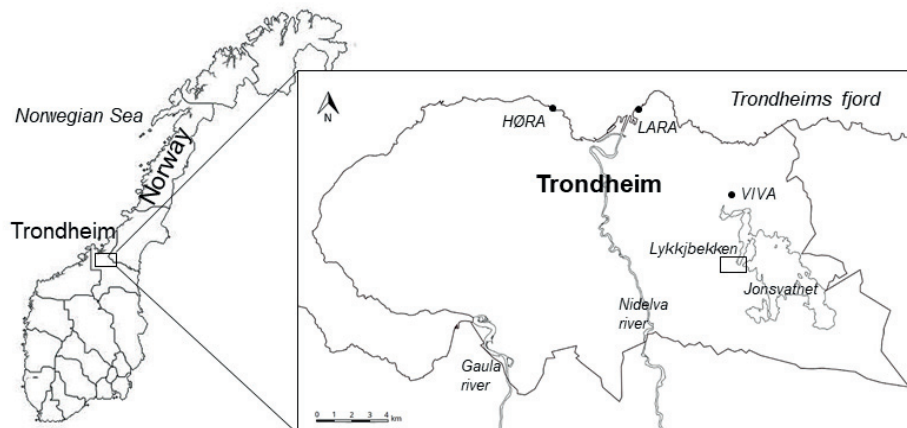 Norwegian Sea
Norway
Trondheim
N
HØRA
LARA
Trondheims fjord
Trondheim
VIVA
Lykkjbekken
Jonsvatnet
Nidelva
river
Gaula
river
0 1 2 3 4
km